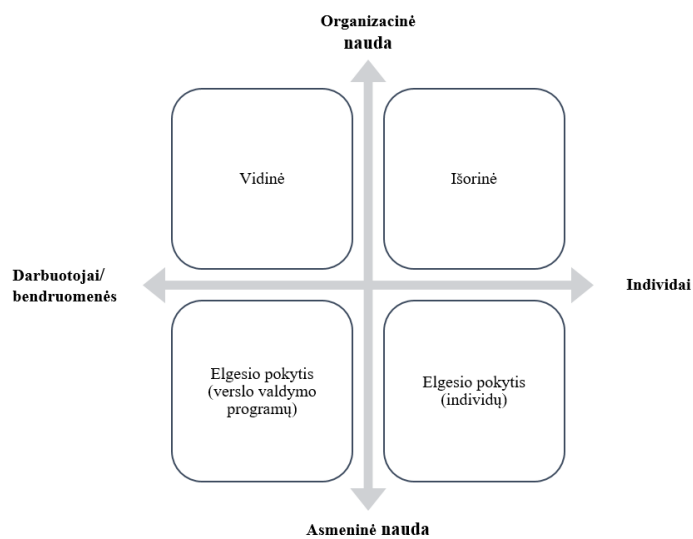 Organizacinė
nauda
Vidinė
Išorinė
Darbuotojai/
bendruomenės
Individai
Elgesio pokytis
(verslo valdymo
programų)
Elgesio pokytis
(individų)
Asmeninė nauda